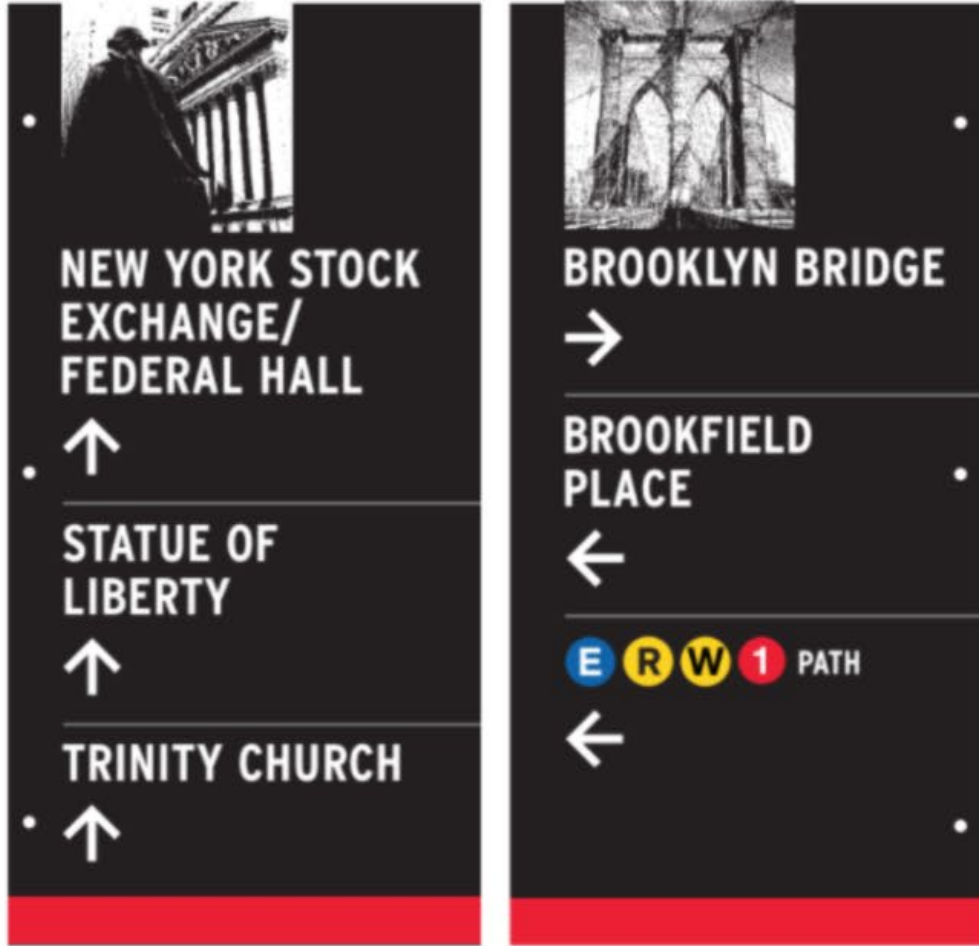 NEW YORK STOCK
EXCHANGE/
FEDERAL HALL
↑
STATUE OF
LIBERTY
↑
TRINITY CHURCH
↑
BROOKLYN BRIDGE
→
BROOKFIELD
PLACE
←
E R W 1 PATH
←